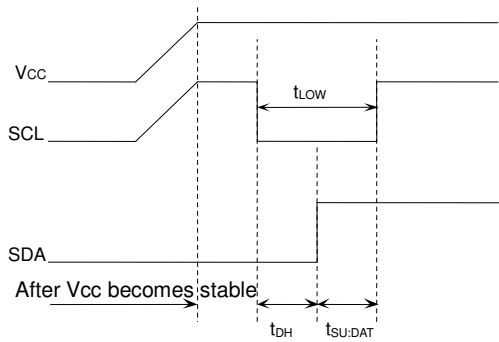 VCC
tLOW
SCL
SDA
After Vcc becomes stable
tDH
tSU:DAT